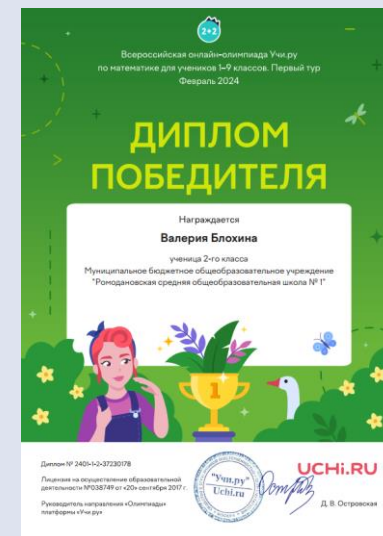 2+2
Всероссийская онлайн-олимпиада Учи.ру
по математике для учеников 1–9 классов. Первый тур
Февраль 2024
ДИПЛОМ
ПОБЕДИТЕЛЯ
Награждается
Валерия Блохина
ученица 2-го класса
Муниципальное бюджетное общеобразовательное учреждение
"Ромодановская средняя общеобразовательная школа № 1"
1
Диплом № 2401-1-2-37230178
Лицензия на осуществление образовательной
деятельности №038749 от «20» сентября 2017 г.
Руководитель направления «Олимпиады»
платформы «Учи.ру»
"Учи.ру"
Uchi.ru
UCHi.RU
Д. В. Островская